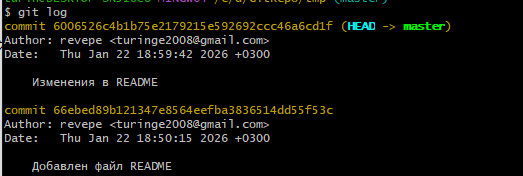 $ git log
commit 6006526c4b1b75e2179215e592692ccc46a6cd1f (HEAD -> master)
Author: revepe <turinge2008@gmail.com>
Date:   Thu Jan 22 18:59:42 2026 +0300
    Изменения в README
commit 66ebed89b121347e8564eefba3836514dd55f53c
Author: revepe <turinge2008@gmail.com>
Date:   Thu Jan 22 18:50:15 2026 +0300
    Добавлен файл README